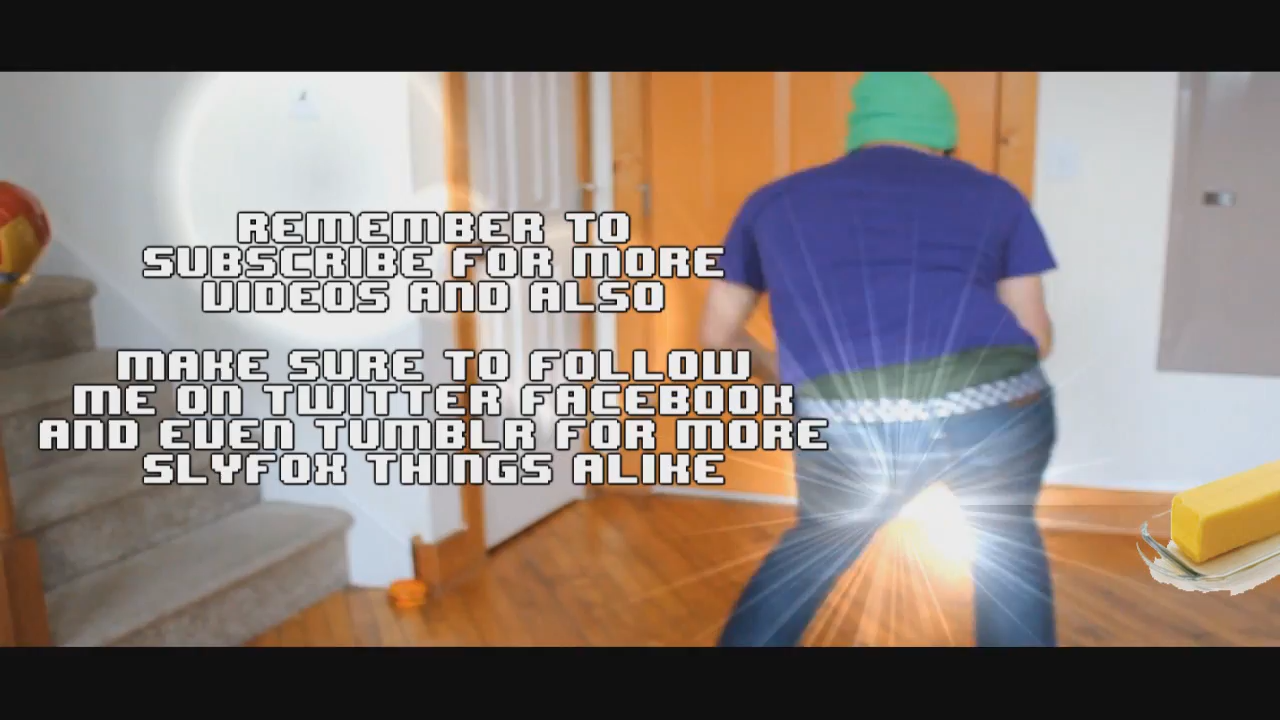 REMEMBER TO
SUBSCRIBE FOR MORE
VIDEOS AND ALSO
MAKE SURE TO FOLLOW
ME ON TWITTER FACEBOOK
AND EVEN TUMBLR FOR MORE
SLYFOX THINGS ALIKE